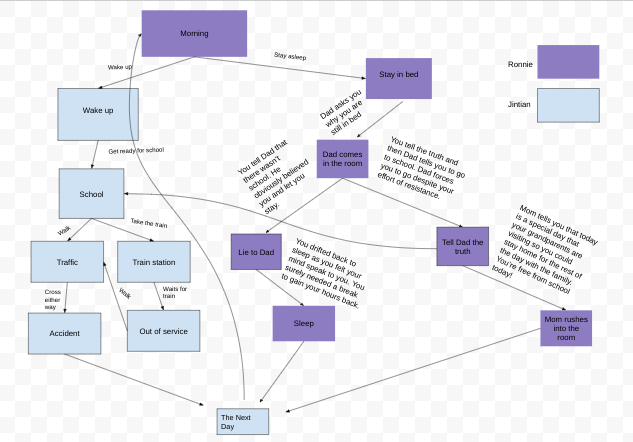 Morning
Ronnie
Jintian
Wake up
Stay asleep
Stay in bed
Wake up
Dad asks you
why you are
still in bed
Get ready for school
You tell Dad that
there wasn't
school. He
obviously believed
you and let you
stay.
Dad comes
in the room
You tell the truth and
then Dad tells you to go
to school. Dad forces
you to go despite your
effort of resistance.
School
walk
Take the train
Mom tells you that today
is a special day that
your grandparents are
visiting so you could
stay home for the rest of
the day with the family.
You're free from school
today!
Traffic
Train station
Lie to Dad
You drifted back to
sleep as you felt your
mind speak to you. You
surely needed a break
to gain your hours back.
Tell Dad the
truth
Cross
either
way
Walk
Waits for
train
Accident
Out of service
Sleep
Mom rushes
into the
room
The Next
Day